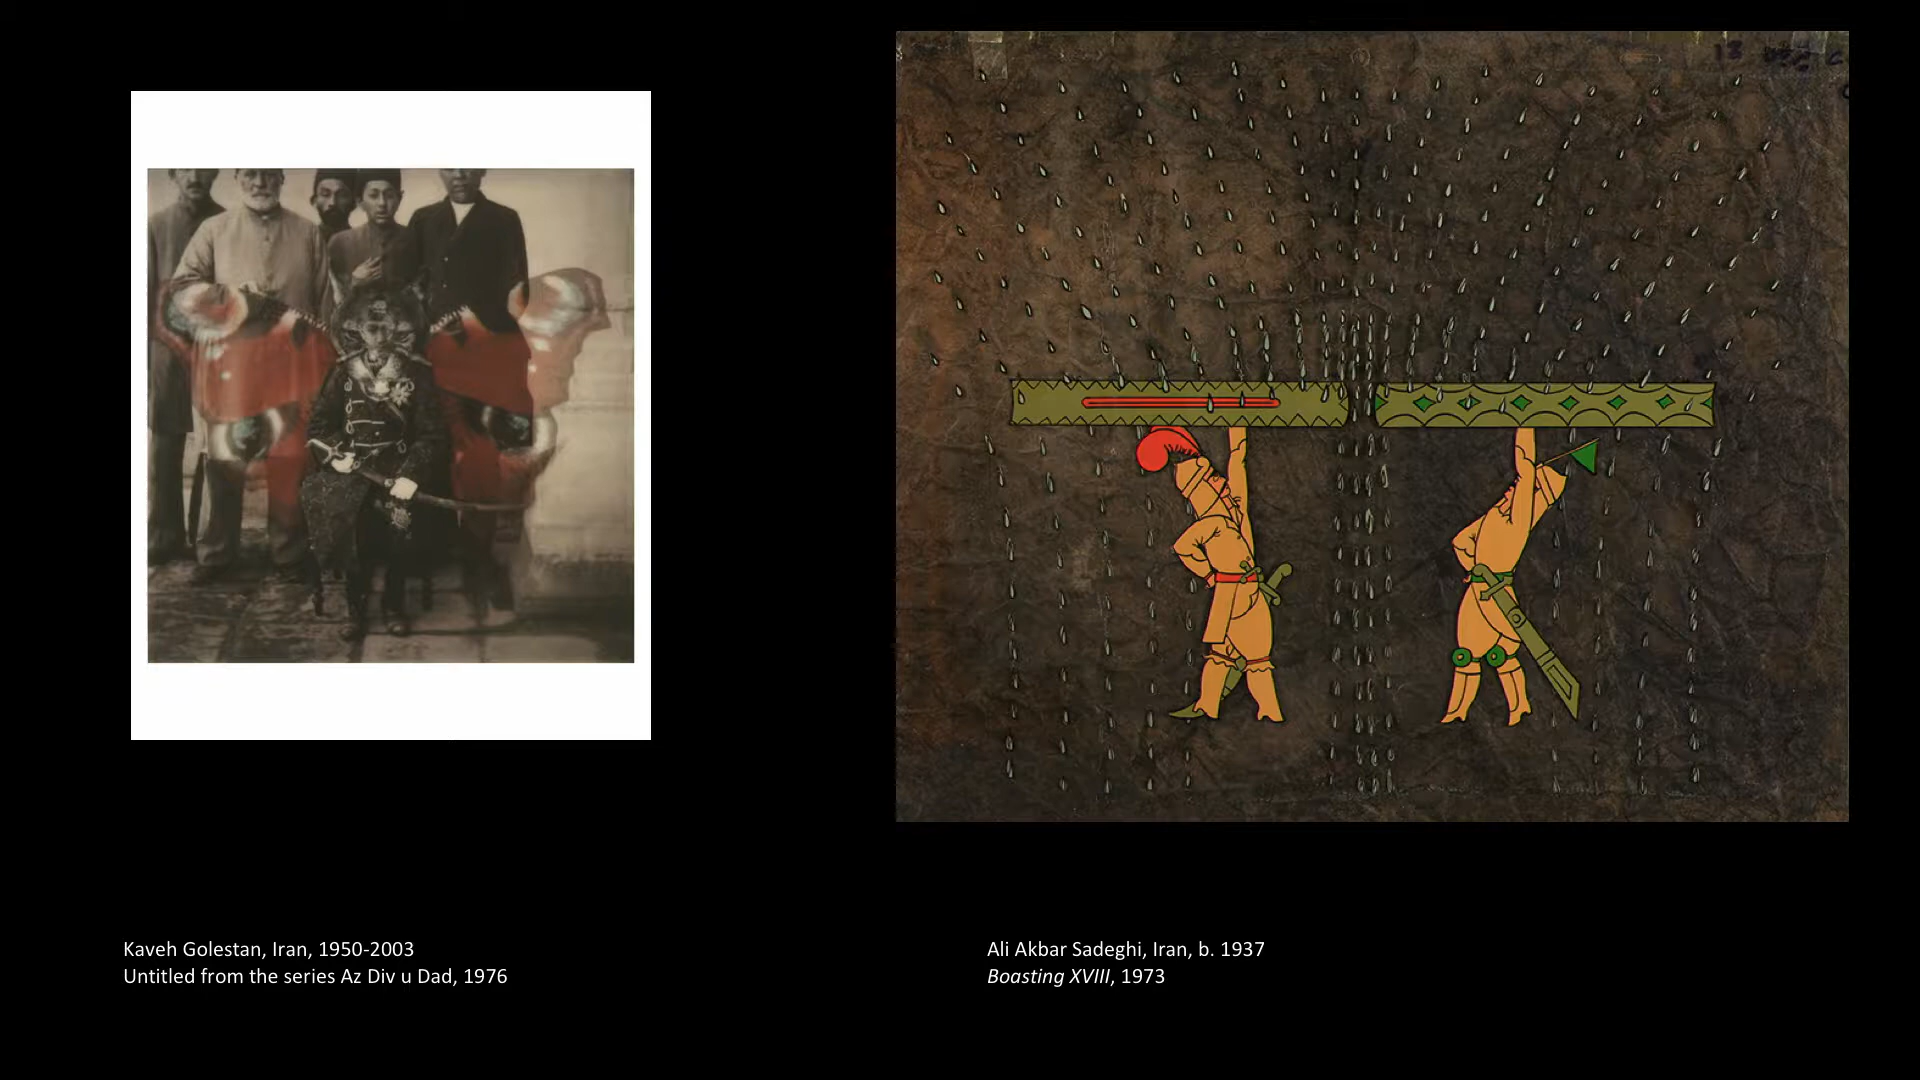 Kaveh Golestan, Iran, 1950-2003
Untitled from the series Az Div u Dad, 1976
Ali Akbar Sadeghi, Iran, b. 1937
Boasting XVIII, 1973